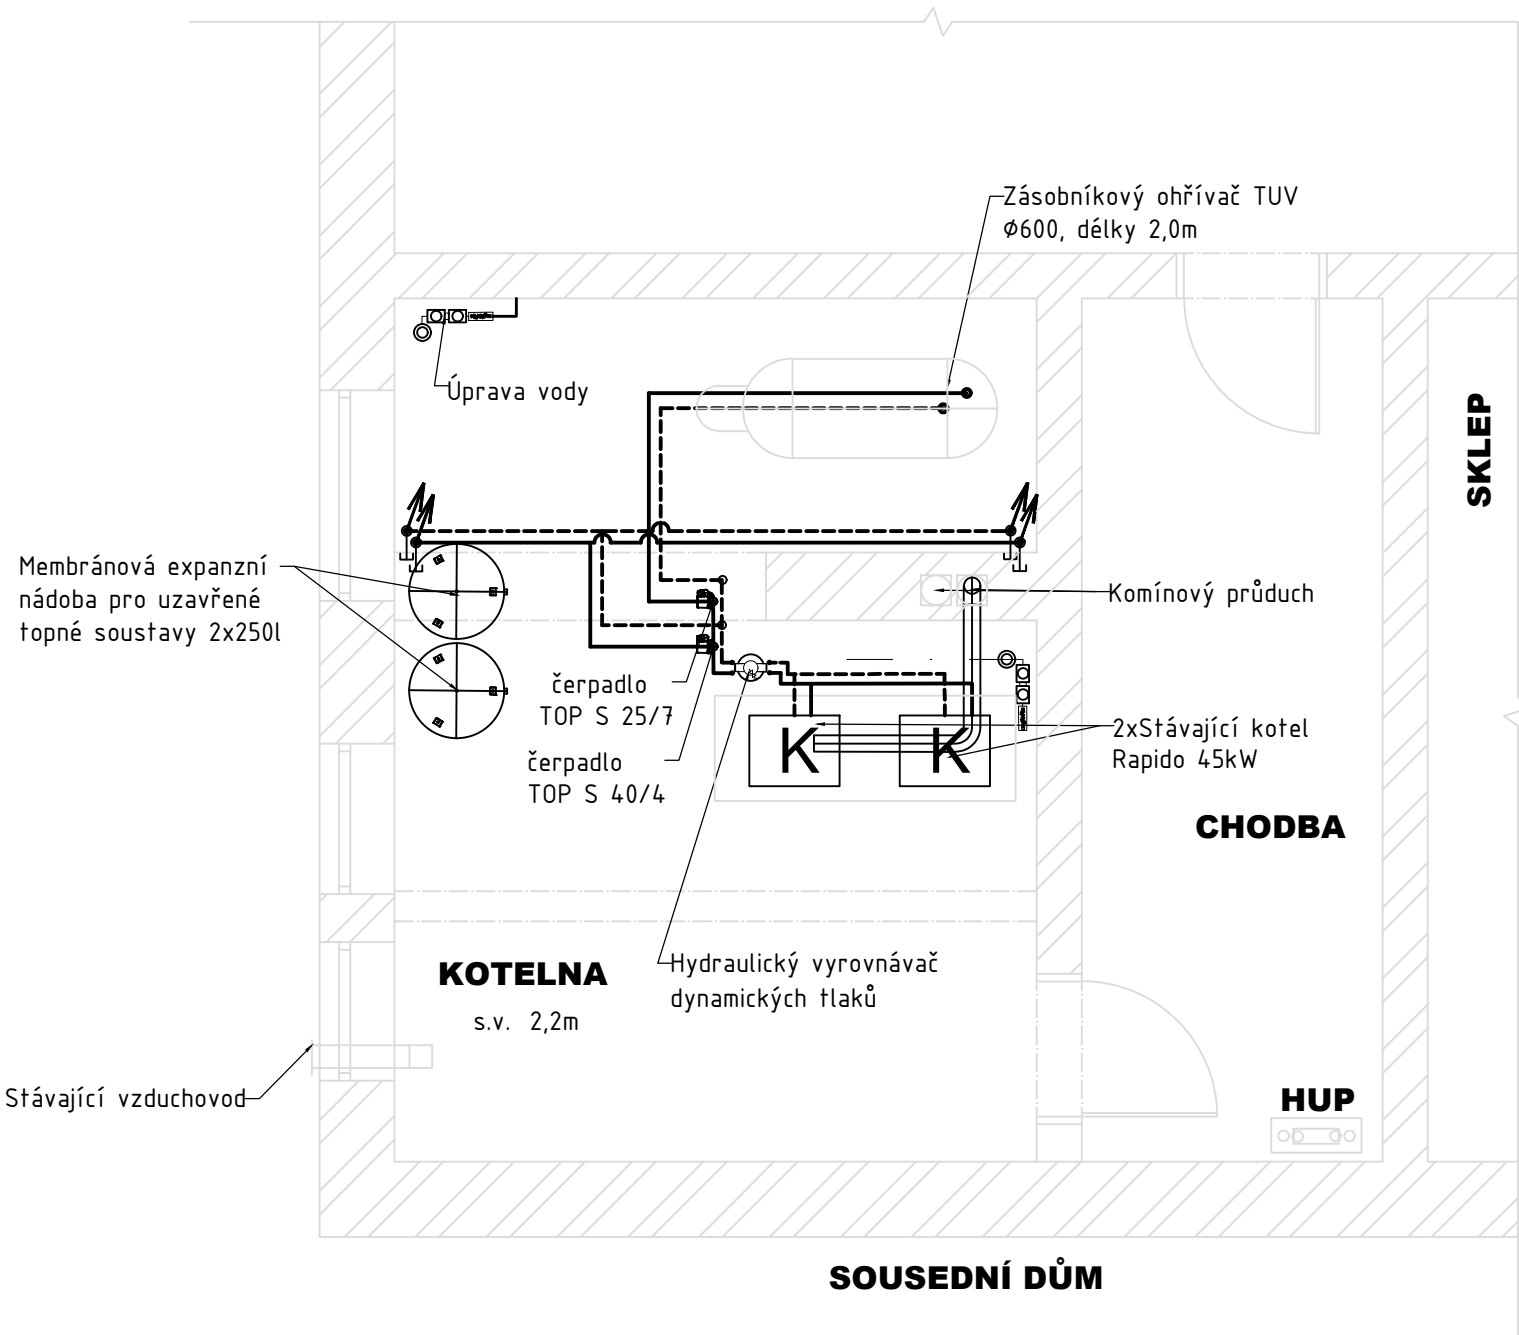 Zásobníkový ohřívač TUV
Φ600, délky 2,0m
Úprava vody
SKLEP
Membránová expanzní
nádoba pro uzavřené
topné soustavy 2x250l
Komínový průduch
čerpadlo
TOP S 25/7
čerpadlo
TOP S 40/4
K
K
2xStávající kotel
Rapido 45kW
CHODBA
KOTELNA
s.v. 2,2m
Hydraulický vyrovnávač
dynamických tlaků
Stávající vzduchovod
HUP
SOUSEDNÍ DŮM